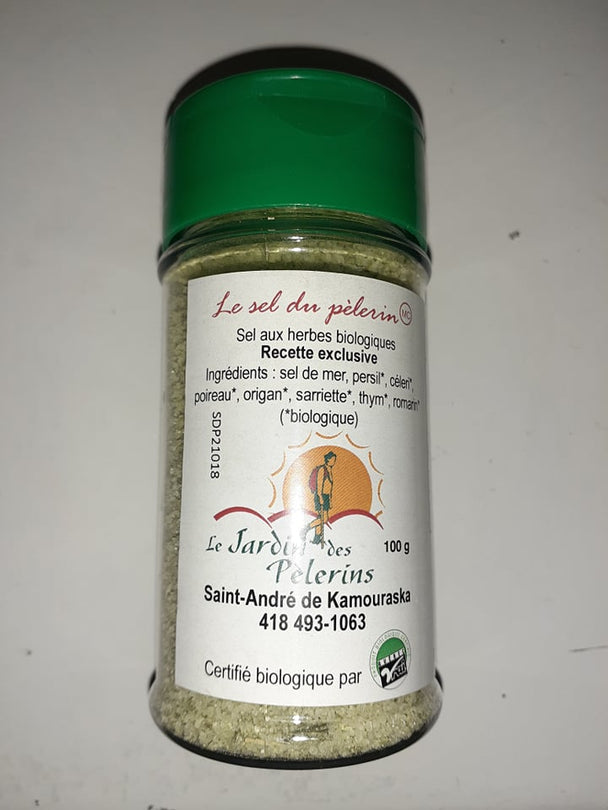 Le sel du pèlerin MC
Sel aux herbes biologiques
Recette exclusive
Ingrédients : sel de mer, persil*, céleri*,
poireau*, origan*, sarriette*, thym*, romarin*
(*biologique)
SDP21018
Le Jardin des
Pèlerins
100 g
Saint-André de Kamouraska
418 493-1063
Certifié biologique par